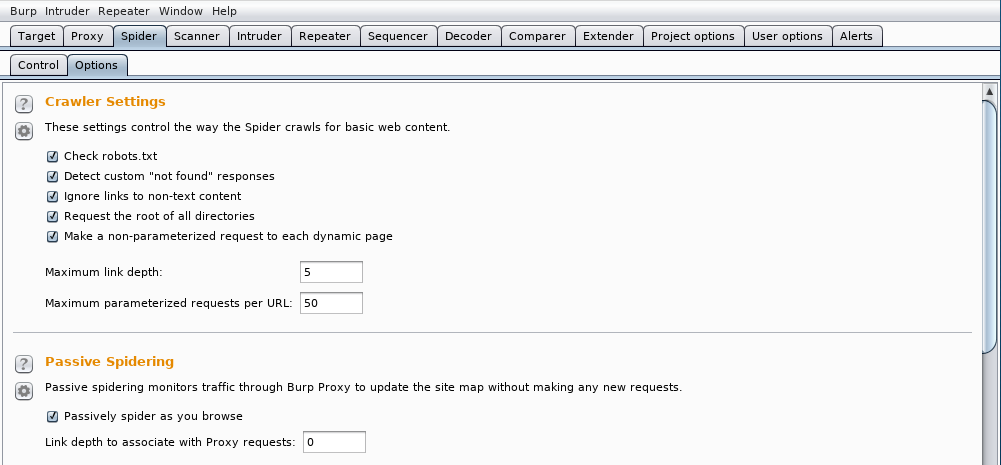 Burp Intruder Repeater Window Help
Target Proxy Spider Scanner Intruder Repeater Sequencer Decoder Comparer Extender Project options User options Alerts
Control Options
? Crawler Settings
These settings control the way the Spider crawls for basic web content.
Check robots.txt
Detect custom "not found" responses
Ignore links to non-text content
Request the root of all directories
Make a non-parameterized request to each dynamic page
Maximum link depth: 5
Maximum parameterized requests per URL: 50
? Passive Spidering
Passive spidering monitors traffic through Burp Proxy to update the site map without making any new requests.
Passively spider as you browse
Link depth to associate with Proxy requests: 0